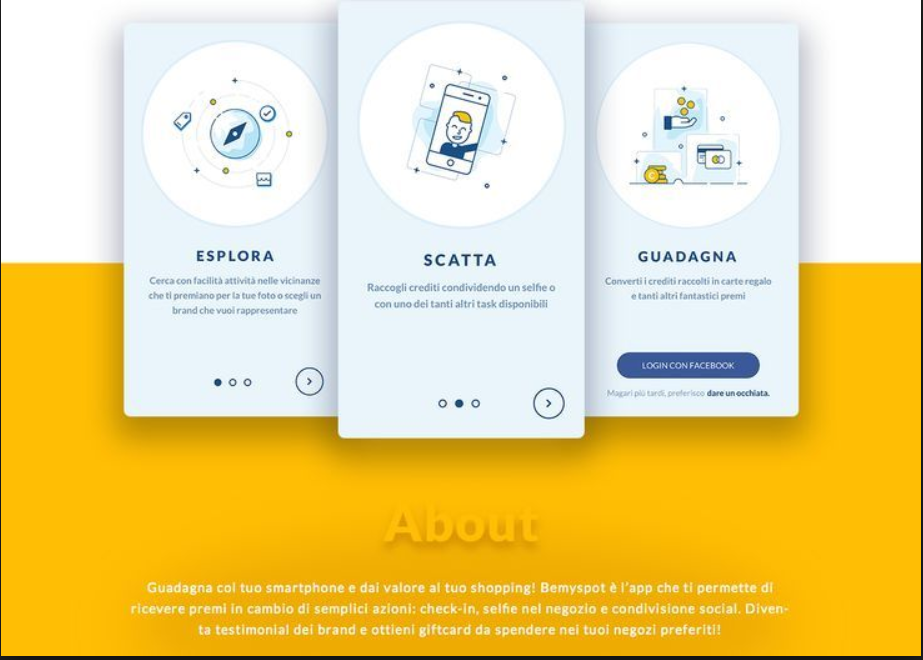 ESPLORA
Cerca con facilità attività nelle vicinanze
che ti premiano per la tue foto o scegli un
brand che vuoi rappresentare
SCATTA
Raccogli crediti condividendo un selfie o
con uno dei tanti altri task disponibili
GUADAGNA
Converti i crediti raccolti in carte regalo
e tanti altri fantastici premi
LOGIN CON FACEBOOK
Magari più tardi, preferisco dare un occhiata.
About
Guadagna col tuo smartphone e dai valore al tuo shopping! Bemyspot è l'app che ti permette di
ricevere premi in cambio di semplici azioni: check-in, selfie nel negozio e condivisione social. Diven-
ta testimonial dei brand e ottieni giftcard da spendere nei tuoi negozi preferiti!